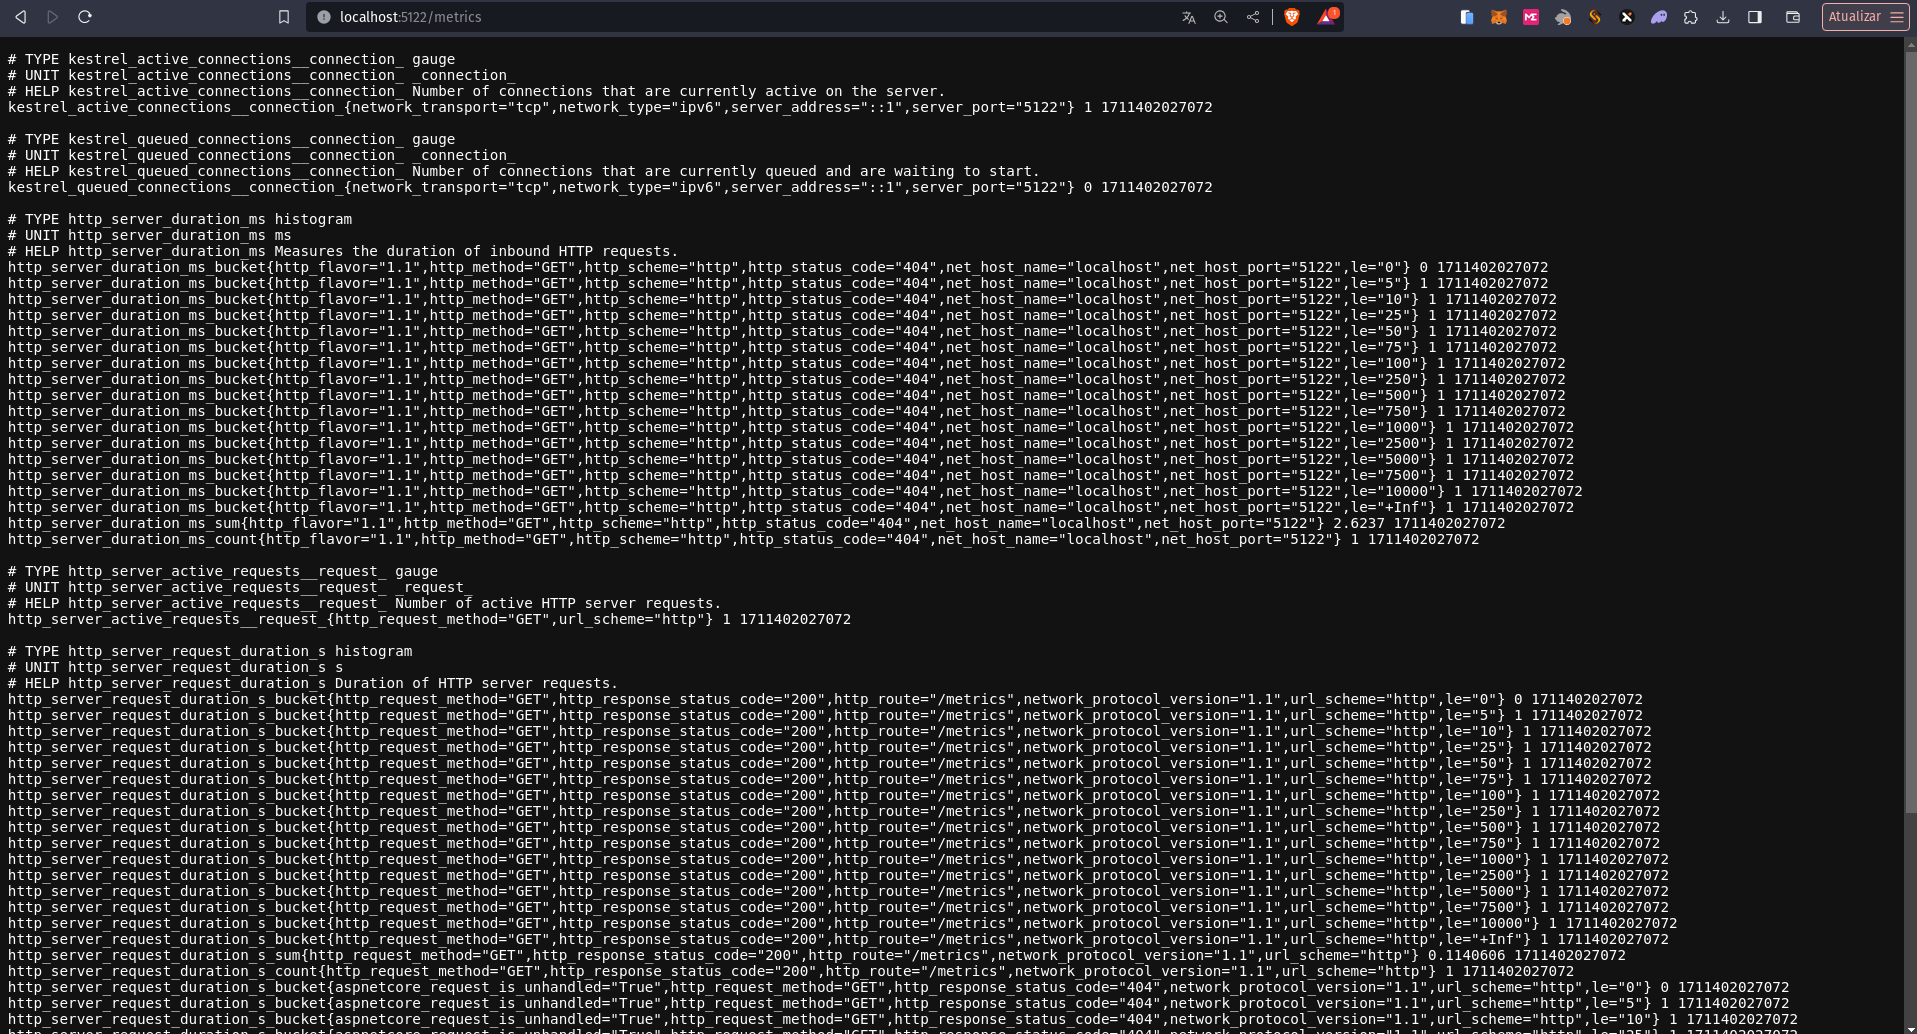 localhost:5122/metrics
Atualizar
# TYPE kestrel_active_connections__connection_ gauge
# UNIT kestrel_active_connections__connection_ _connection_
# HELP kestrel_active_connections__connection_ Number of connections that are currently active on the server.
kestrel_active_connections__connection_{network_transport="tcp",network_type="ipv6",server_address="::1",server_port="5122"} 1 1711402027072
# TYPE kestrel_queued_connections__connection_ gauge
# UNIT kestrel_queued_connections__connection_ _connection_
# HELP kestrel_queued_connections__connection_ Number of connections that are currently queued and are waiting to start.
kestrel_queued_connections__connection_{network_transport="tcp",network_type="ipv6",server_address="::1",server_port="5122"} 0 1711402027072
# TYPE http_server_duration_ms histogram
# UNIT http_server_duration_ms ms
# HELP http_server_duration_ms Measures the duration of inbound HTTP requests.
http_server_duration_ms_bucket{http_flavor="1.1",http_method="GET",http_scheme="http",http_status_code="404",net_host_name="localhost",net_host_port="5122",le="0"} 0 1711402027072
http_server_duration_ms_bucket{http_flavor="1.1",http_method="GET",http_scheme="http",http_status_code="404",net_host_name="localhost",net_host_port="5122",le="5"} 1 1711402027072
http_server_duration_ms_bucket{http_flavor="1.1",http_method="GET",http_scheme="http",http_status_code="404",net_host_name="localhost",net_host_port="5122",le="10"} 1 1711402027072
http_server_duration_ms_bucket{http_flavor="1.1",http_method="GET",http_scheme="http",http_status_code="404",net_host_name="localhost",net_host_port="5122",le="25"} 1 1711402027072
http_server_duration_ms_bucket{http_flavor="1.1",http_method="GET",http_scheme="http",http_status_code="404",net_host_name="localhost",net_host_port="5122",le="50"} 1 1711402027072
http_server_duration_ms_bucket{http_flavor="1.1",http_method="GET",http_scheme="http",http_status_code="404",net_host_name="localhost",net_host_port="5122",le="75"} 1 1711402027072
http_server_duration_ms_bucket{http_flavor="1.1",http_method="GET",http_scheme="http",http_status_code="404",net_host_name="localhost",net_host_port="5122",le="100"} 1 1711402027072
http_server_duration_ms_bucket{http_flavor="1.1",http_method="GET",http_scheme="http",http_status_code="404",net_host_name="localhost",net_host_port="5122",le="250"} 1 1711402027072
http_server_duration_ms_bucket{http_flavor="1.1",http_method="GET",http_scheme="http",http_status_code="404",net_host_name="localhost",net_host_port="5122",le="500"} 1 1711402027072
http_server_duration_ms_bucket{http_flavor="1.1",http_method="GET",http_scheme="http",http_status_code="404",net_host_name="localhost",net_host_port="5122",le="750"} 1 1711402027072
http_server_duration_ms_bucket{http_flavor="1.1",http_method="GET",http_scheme="http",http_status_code="404",net_host_name="localhost",net_host_port="5122",le="1000"} 1 1711402027072
http_server_duration_ms_bucket{http_flavor="1.1",http_method="GET",http_scheme="http",http_status_code="404",net_host_name="localhost",net_host_port="5122",le="2500"} 1 1711402027072
http_server_duration_ms_bucket{http_flavor="1.1",http_method="GET",http_scheme="http",http_status_code="404",net_host_name="localhost",net_host_port="5122",le="5000"} 1 1711402027072
http_server_duration_ms_bucket{http_flavor="1.1",http_method="GET",http_scheme="http",http_status_code="404",net_host_name="localhost",net_host_port="5122",le="7500"} 1 1711402027072
http_server_duration_ms_bucket{http_flavor="1.1",http_method="GET",http_scheme="http",http_status_code="404",net_host_name="localhost",net_host_port="5122",le="10000"} 1 1711402027072
http_server_duration_ms_bucket{http_flavor="1.1",http_method="GET",http_scheme="http",http_status_code="404",net_host_name="localhost",net_host_port="5122",le="+Inf"} 1 1711402027072
http_server_duration_ms_sum{http_flavor="1.1",http_method="GET",http_scheme="http",http_status_code="404",net_host_name="localhost",net_host_port="5122"} 2.6237 1711402027072
http_server_duration_ms_count{http_flavor="1.1",http_method="GET",http_scheme="http",http_status_code="404",net_host_name="localhost",net_host_port="5122"} 1 1711402027072
# TYPE http_server_active_requests__request_ gauge
# UNIT http_server_active_requests__request_ _request_
# HELP http_server_active_requests__request_ Number of active HTTP server requests.
http_server_active_requests__request_{http_request_method="GET",url_scheme="http"} 1 1711402027072
# TYPE http_server_request_duration_s histogram
# UNIT http_server_request_duration_s s
# HELP http_server_request_duration_s Duration of HTTP server requests.
http_server_request_duration_s_bucket{http_request_method="GET",http_response_status_code="200",http_route="/metrics",network_protocol_version="1.1",url_scheme="http",le="0"} 0 1711402027072
http_server_request_duration_s_bucket{http_request_method="GET",http_response_status_code="200",http_route="/metrics",network_protocol_version="1.1",url_scheme="http",le="5"} 1 1711402027072
http_server_request_duration_s_bucket{http_request_method="GET",http_response_status_code="200",http_route="/metrics",network_protocol_version="1.1",url_scheme="http",le="10"} 1 1711402027072
http_server_request_duration_s_bucket{http_request_method="GET",http_response_status_code="200",http_route="/metrics",network_protocol_version="1.1",url_scheme="http",le="25"} 1 1711402027072
http_server_request_duration_s_bucket{http_request_method="GET",http_response_status_code="200",http_route="/metrics",network_protocol_version="1.1",url_scheme="http",le="50"} 1 1711402027072
http_server_request_duration_s_bucket{http_request_method="GET",http_response_status_code="200",http_route="/metrics",network_protocol_version="1.1",url_scheme="http",le="75"} 1 1711402027072
http_server_request_duration_s_bucket{http_request_method="GET",http_response_status_code="200",http_route="/metrics",network_protocol_version="1.1",url_scheme="http",le="100"} 1 1711402027072
http_server_request_duration_s_bucket{http_request_method="GET",http_response_status_code="200",http_route="/metrics",network_protocol_version="1.1",url_scheme="http",le="250"} 1 1711402027072
http_server_request_duration_s_bucket{http_request_method="GET",http_response_status_code="200",http_route="/metrics",network_protocol_version="1.1",url_scheme="http",le="500"} 1 1711402027072
http_server_request_duration_s_bucket{http_request_method="GET",http_response_status_code="200",http_route="/metrics",network_protocol_version="1.1",url_scheme="http",le="750"} 1 1711402027072
http_server_request_duration_s_bucket{http_request_method="GET",http_response_status_code="200",http_route="/metrics",network_protocol_version="1.1",url_scheme="http",le="1000"} 1 1711402027072
http_server_request_duration_s_bucket{http_request_method="GET",http_response_status_code="200",http_route="/metrics",network_protocol_version="1.1",url_scheme="http",le="2500"} 1 1711402027072
http_server_request_duration_s_bucket{http_request_method="GET",http_response_status_code="200",http_route="/metrics",network_protocol_version="1.1",url_scheme="http",le="5000"} 1 1711402027072
http_server_request_duration_s_bucket{http_request_method="GET",http_response_status_code="200",http_route="/metrics",network_protocol_version="1.1",url_scheme="http",le="7500"} 1 1711402027072
http_server_request_duration_s_bucket{http_request_method="GET",http_response_status_code="200",http_route="/metrics",network_protocol_version="1.1",url_scheme="http",le="10000"} 1 1711402027072
http_server_request_duration_s_bucket{http_request_method="GET",http_response_status_code="200",http_route="/metrics",network_protocol_version="1.1",url_scheme="http",le="+Inf"} 1 1711402027072
http_server_request_duration_s_sum{http_request_method="GET",http_response_status_code="200",http_route="/metrics",network_protocol_version="1.1",url_scheme="http"} 0.1140606 1711402027072
http_server_request_duration_s_count{http_request_method="GET",http_response_status_code="200",http_route="/metrics",network_protocol_version="1.1",url_scheme="http"} 1 1711402027072
http_server_request_duration_s_bucket{aspnetcore_request_is_unhandled="True",http_request_method="GET",http_response_status_code="404",network_protocol_version="1.1",url_scheme="http",le="0"} 0 1711402027072
http_server_request_duration_s_bucket{aspnetcore_request_is_unhandled="True",http_request_method="GET",http_response_status_code="404",network_protocol_version="1.1",url_scheme="http",le="5"} 1 1711402027072
http_server_request_duration_s_bucket{aspnetcore_request_is_unhandled="True",http_request_method="GET",http_response_status_code="404",network_protocol_version="1.1",url_scheme="http",le="10"} 1 1711402027072